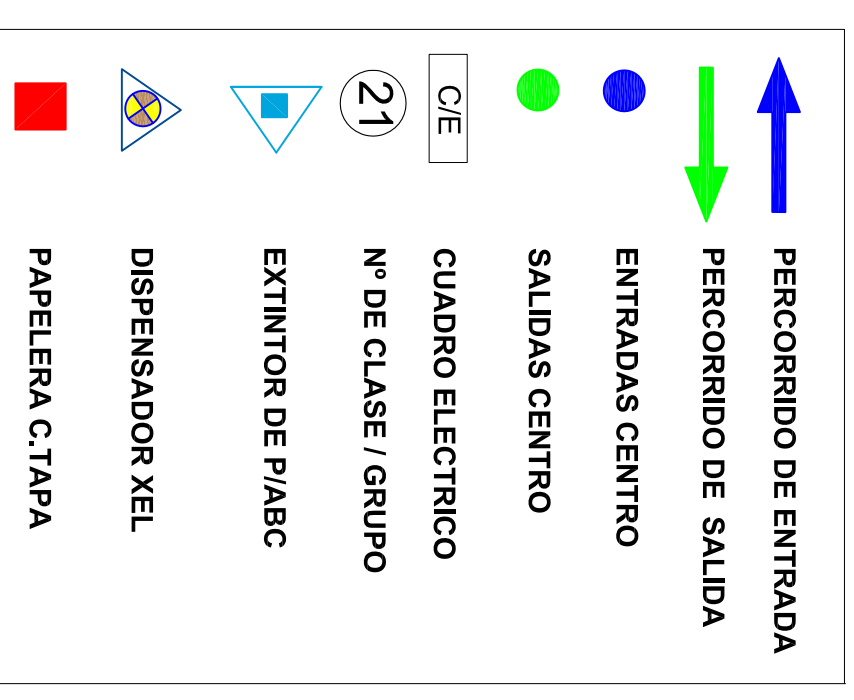 PERCORRIDO DE ENTRADA
PERCORRIDO DE SALIDA
ENTRADAS CENTRO
SALIDAS CENTRO
C/E CUADRO ELECTRICO
21 Nº DE CLASE / GRUPO
EXTINTOR DE P/ABC
DISPENSADOR XEL
PAPELERA C.TAPA